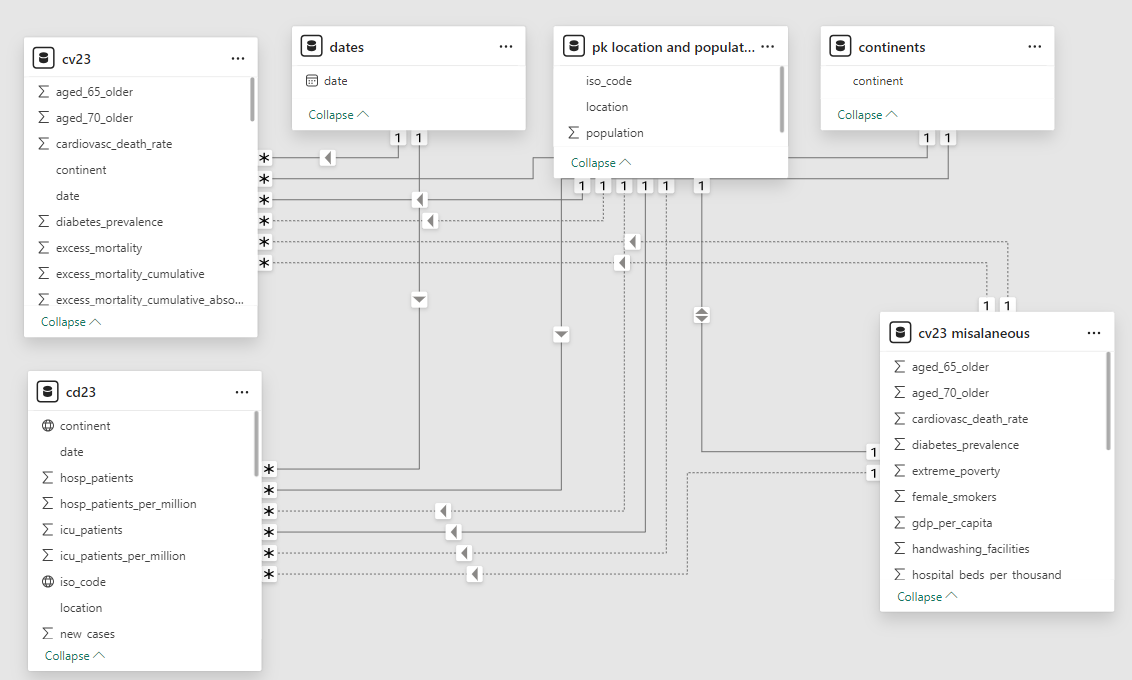 cv23
aged_65_older
aged_70_older
cardiovasc_death_rate
continent
date
diabetes_prevalence
excess_mortality
excess_mortality_cumulative
excess_mortality_cumulative_abso...
Collapse
dates
date
Collapse
pk location and populat...
iso_code
location
population
Collapse
continents
continent
Collapse
1 1
1 1 1 1 1 1
1 1
*
*
*
*
*
*
1 1
cd23
continent
date
hosp_patients
hosp_patients_per_million
icu_patients
icu_patients_per_million
iso_code
location
new_cases
Collapse
*
*
*
*
*
*
cv23 misalaneous
aged_65_older
aged_70_older
cardiovasc_death_rate
diabetes_prevalence
extreme_poverty
female_smokers
gdp_per_capita
handwashing_facilities
hospital_beds_per_thousand
Collapse
1
1